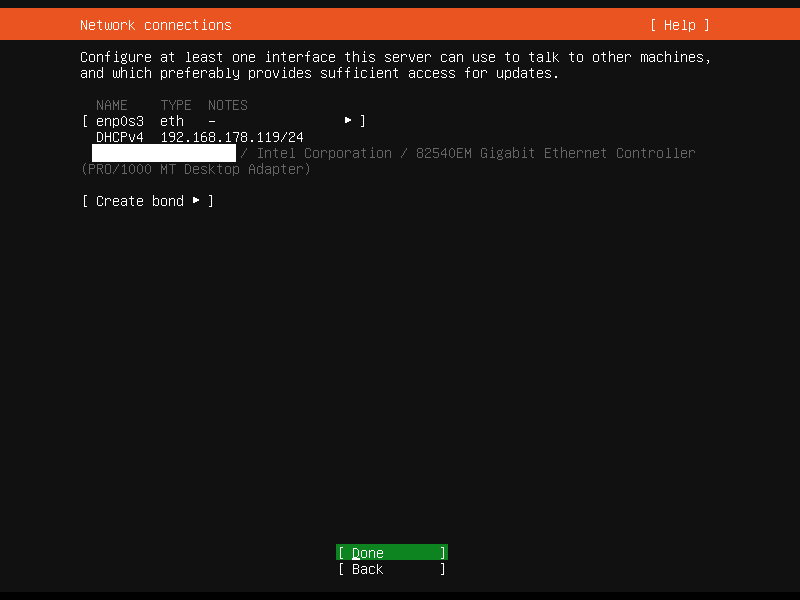 Network connections [ Help ]
Configure at least one interface this server can use to talk to other machines,
and which preferably provides sufficient access for updates.
NAME TYPE NOTES
[ enp0s3 eth – ▸ ]
DHCPv4 192.168.178.119/24
/ Intel Corporation / 82540EM Gigabit Ethernet Controller
(PRO/1000 MT Desktop Adapter)
[ Create bond ▸ ]
[ Done ]
[ Back ]